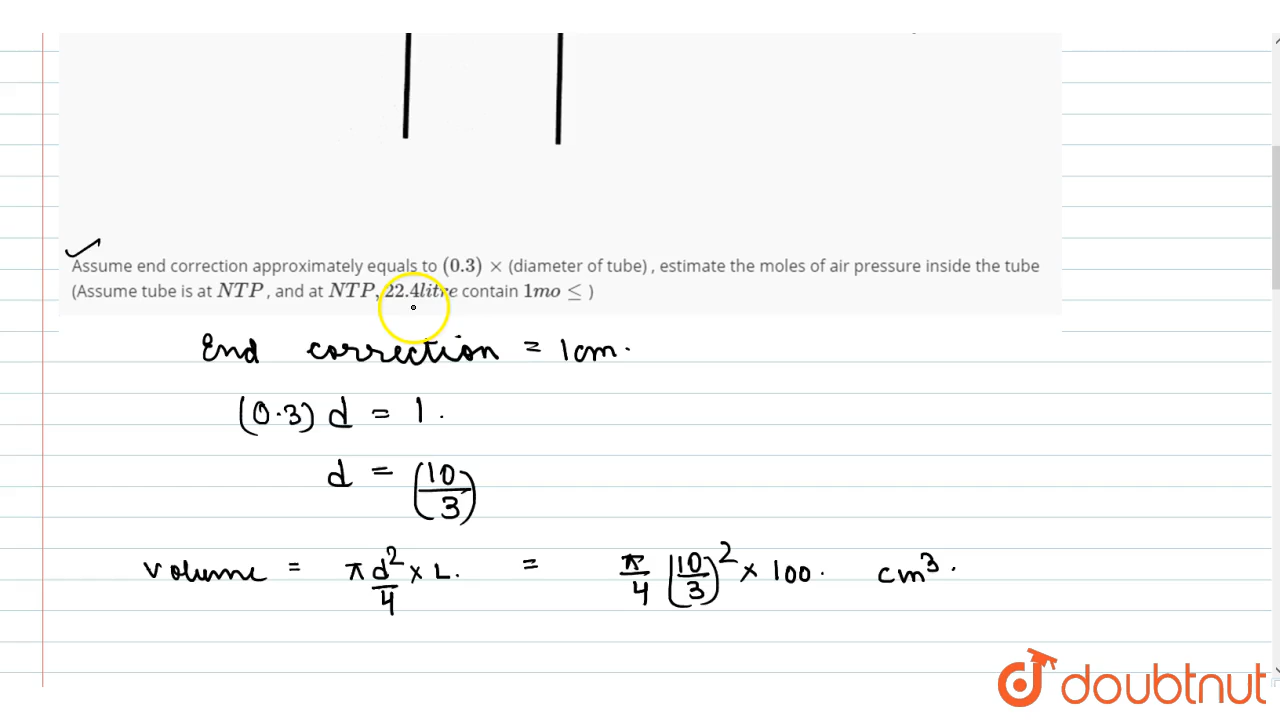 Assume end correction approximately equals to (0.3) × (diameter of tube) , estimate the moles of air pressure inside the tube
(Assume tube is at NTP , and at NTP, 22.4litre contain 1mo ≤ )
End correction = 1cm.
(0.3) d = 1.
d = (10/3)
Volume = πd²/4 × L. = π/4 (10/3)² × 100. cm³.
doubtnut